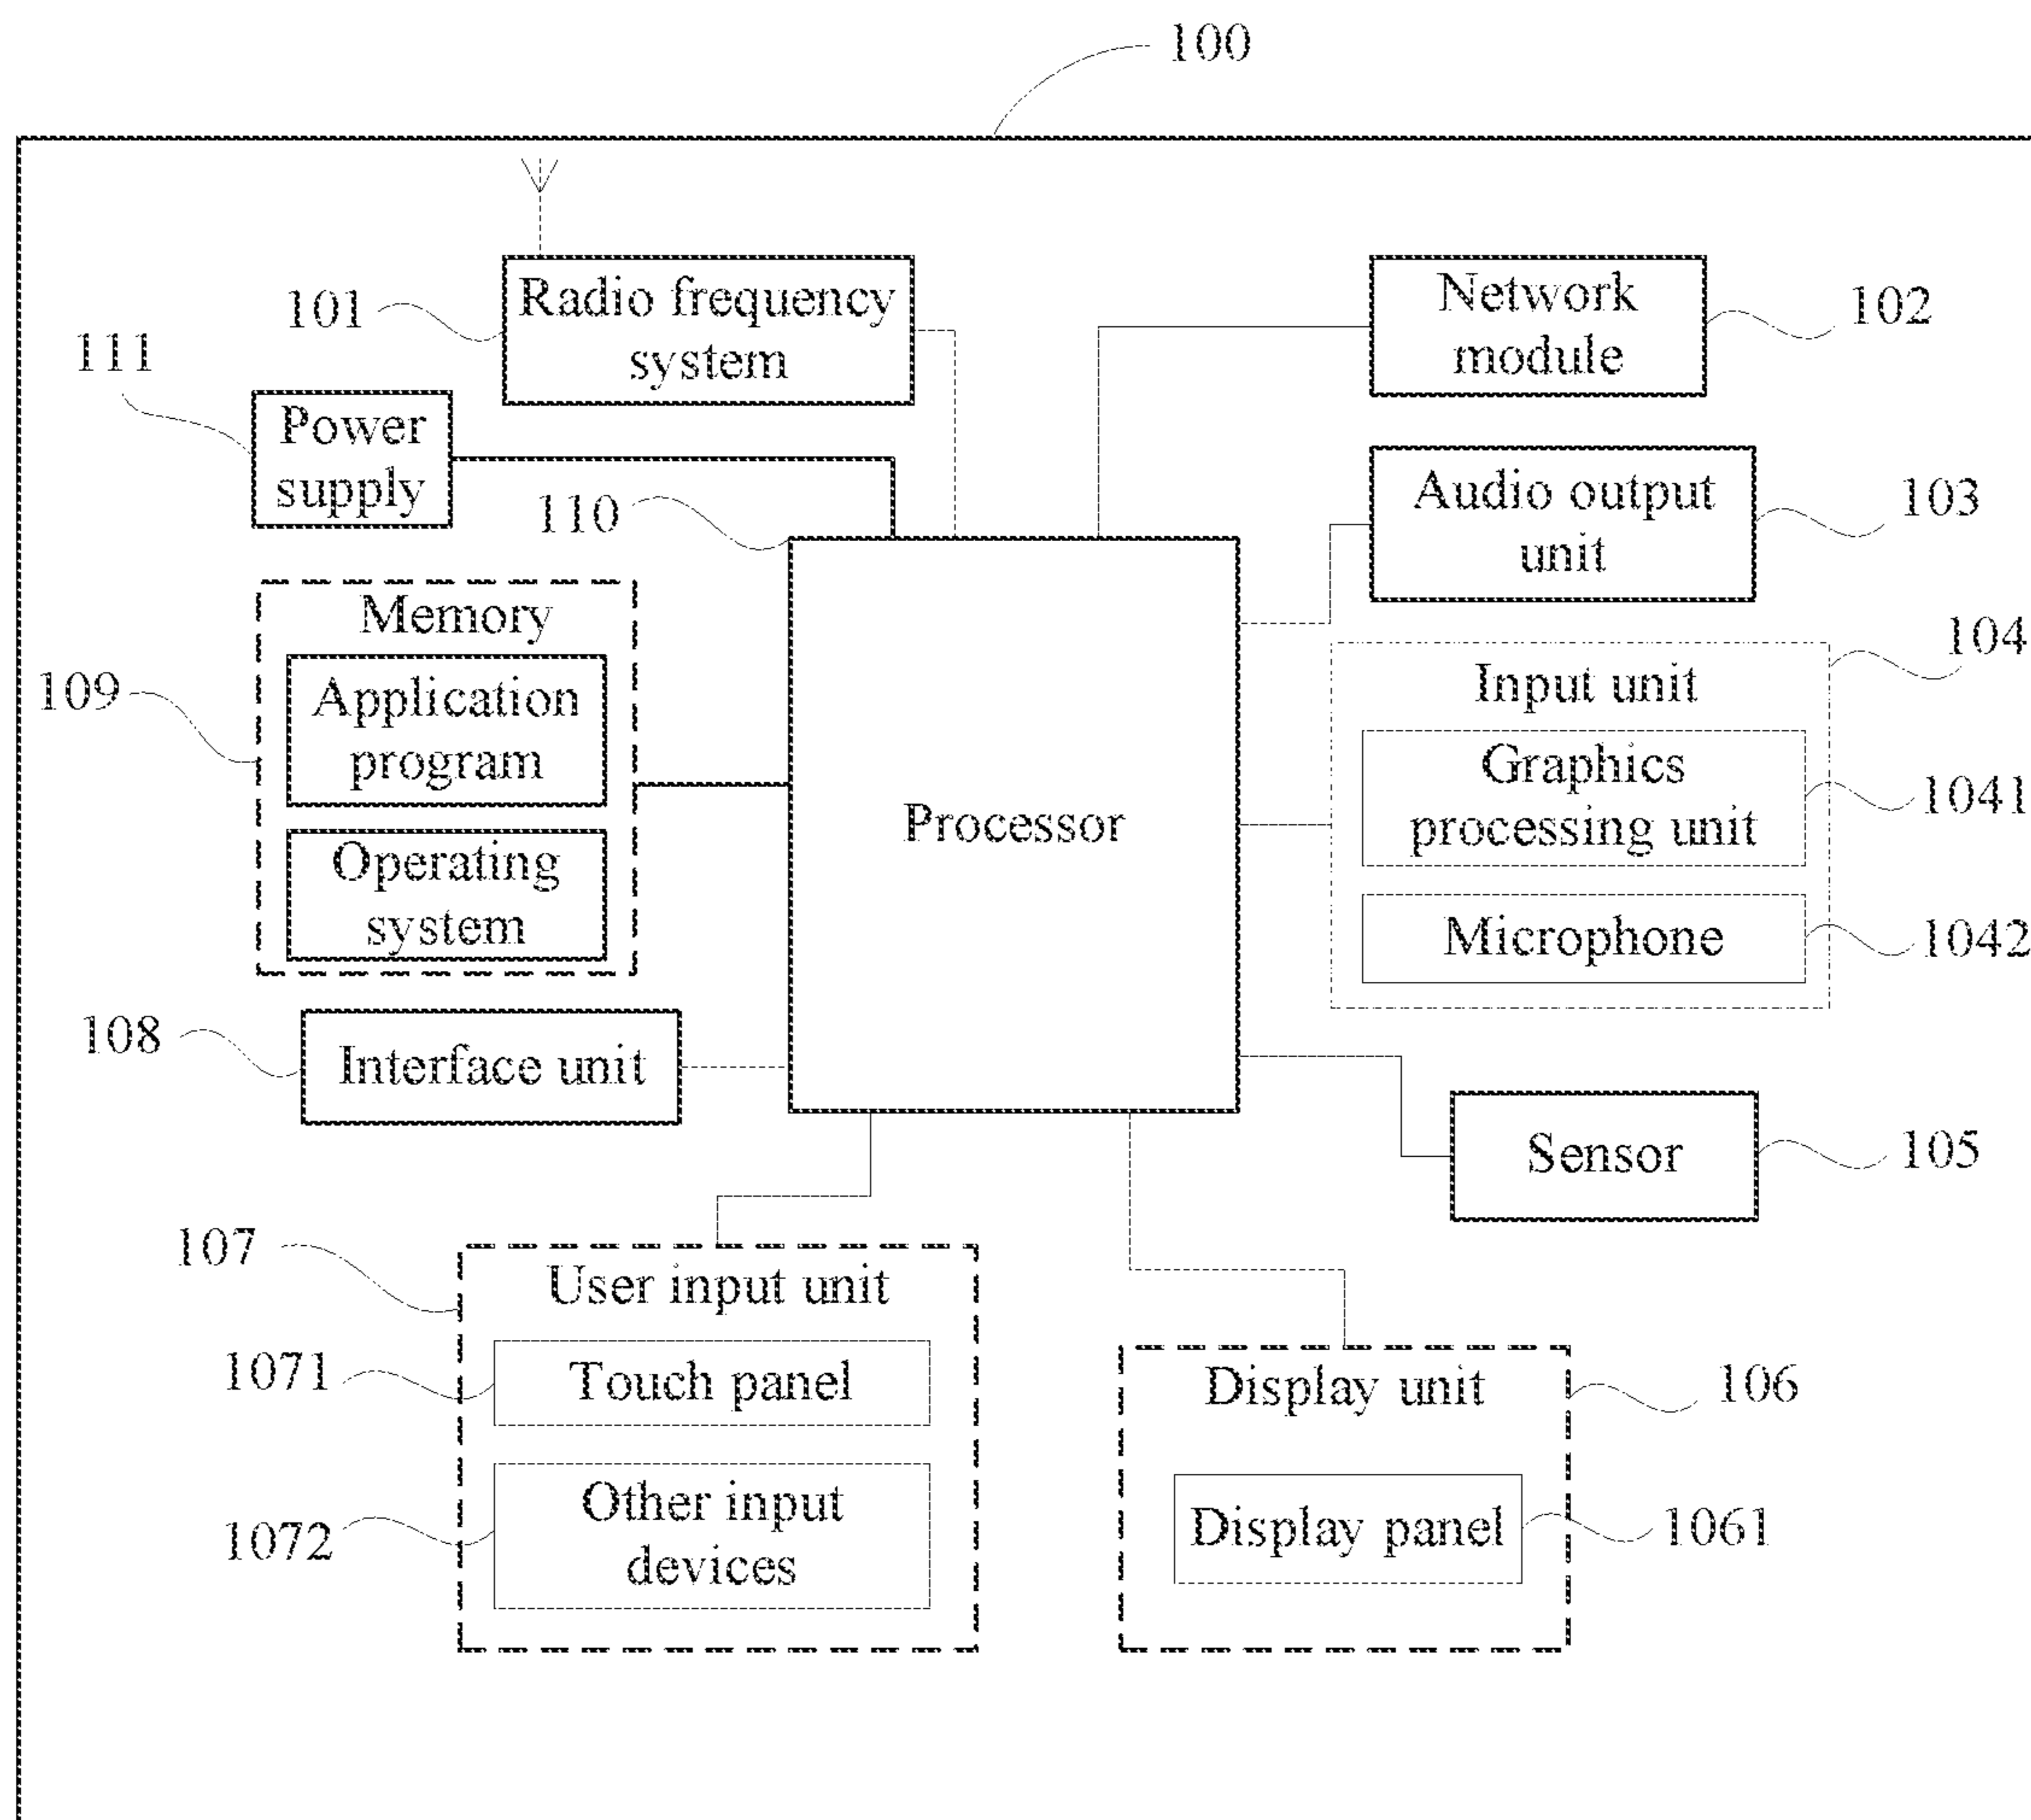 100
101
Radio frequency
system
Network
module
102
111
Power
supply
110
Audio output
unit
103
Memory
109
Application
program
Operating
system
Processor
104
Input unit
Graphics
processing unit
1041
Microphone
1042
108
Interface unit
Sensor
105
107
User input unit
1071
Touch panel
1072
Other input
devices
Display unit
106
Display panel
1061